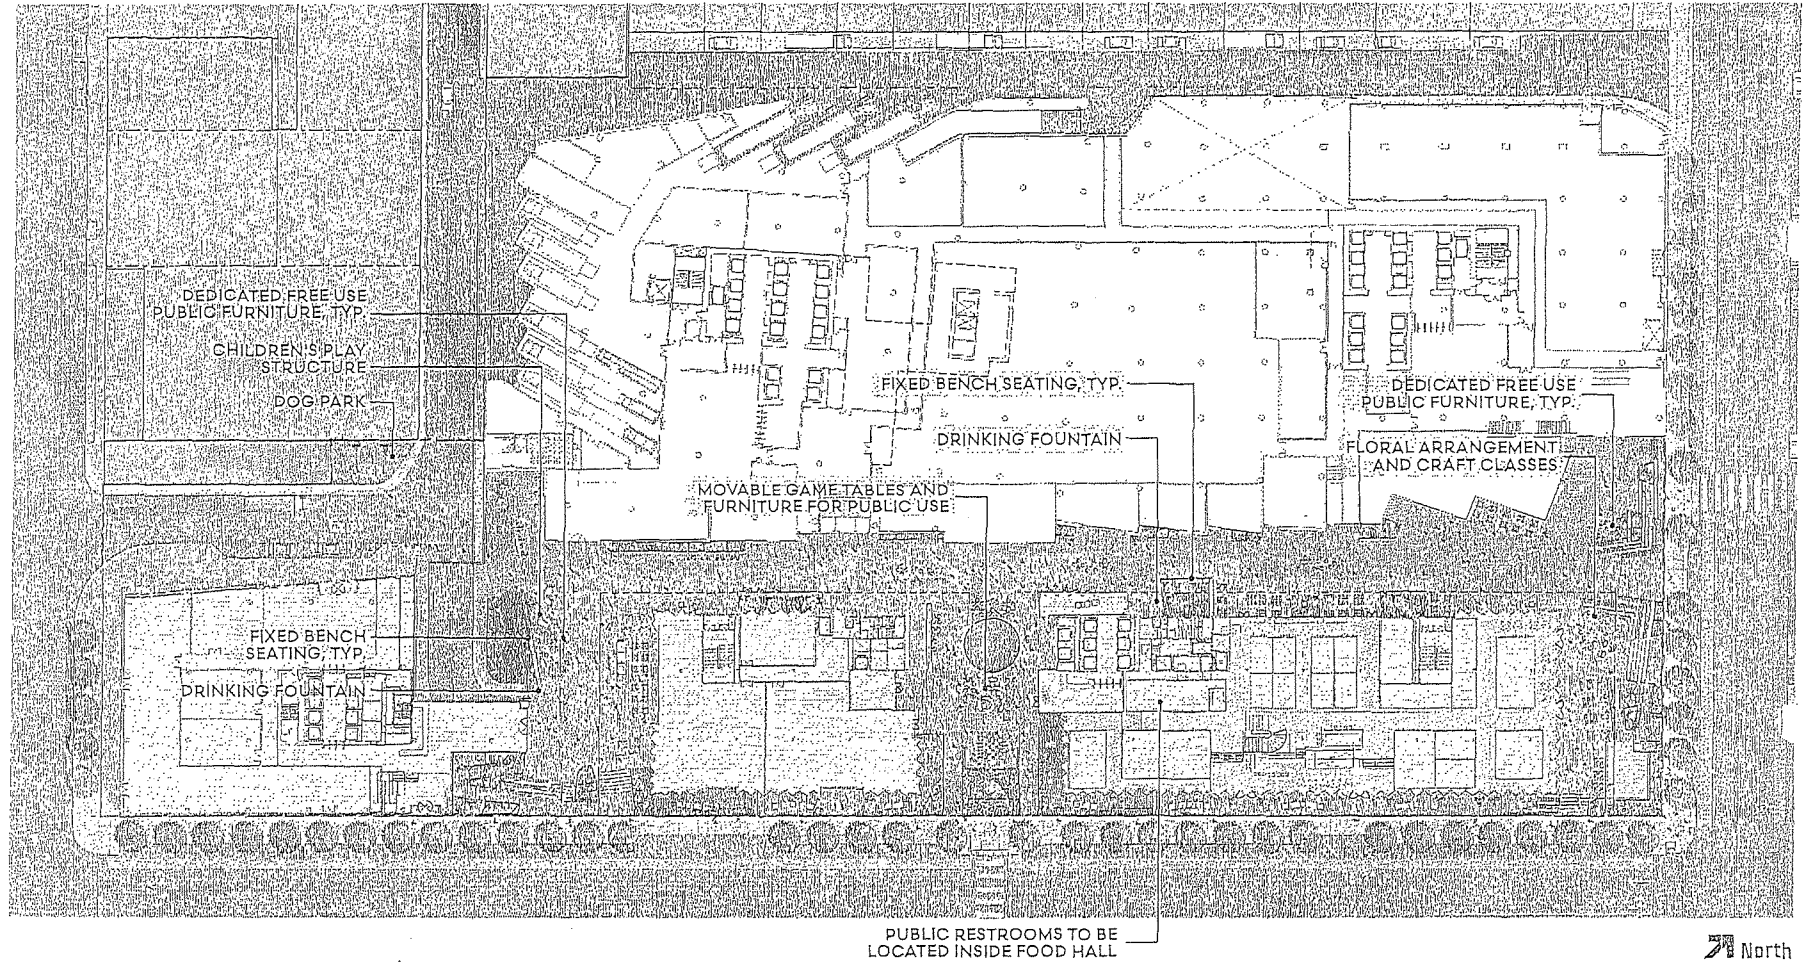 DEDICATED FREE USE
PUBLIC FURNITURE, TYP.
CHILDREN'S PLAY
STRUCTURE
DOG PARK
FIXED BENCH SEATING, TYP.
DRINKING FOUNTAIN
MOVABLE GAME TABLES AND
FURNITURE FOR PUBLIC USE
DEDICATED FREE USE
PUBLIC FURNITURE, TYP.
FLORAL ARRANGEMENT
AND CRAFT CLASSES
FIXED BENCH
SEATING, TYP.
DRINKING FOUNTAIN
PUBLIC RESTROOMS TO BE
LOCATED INSIDE FOOD HALL
North